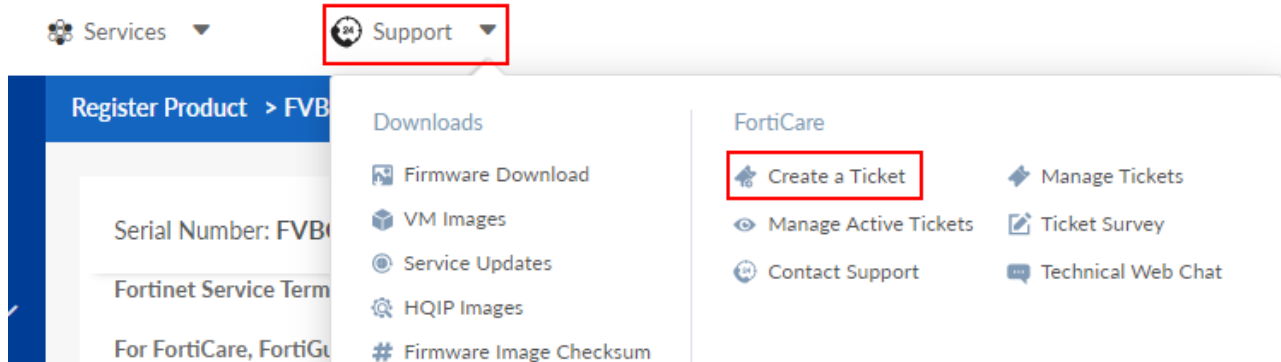 Services
Support
Register Product > FVB
Serial Number: FVB
Fortinet Service Term
For FortiCare, FortiGu
Downloads
Firmware Download
VM Images
Service Updates
HQIP Images
Firmware Image Checksum
FortiCare
Create a Ticket
Manage Tickets
Manage Active Tickets
Ticket Survey
Contact Support
Technical Web Chat